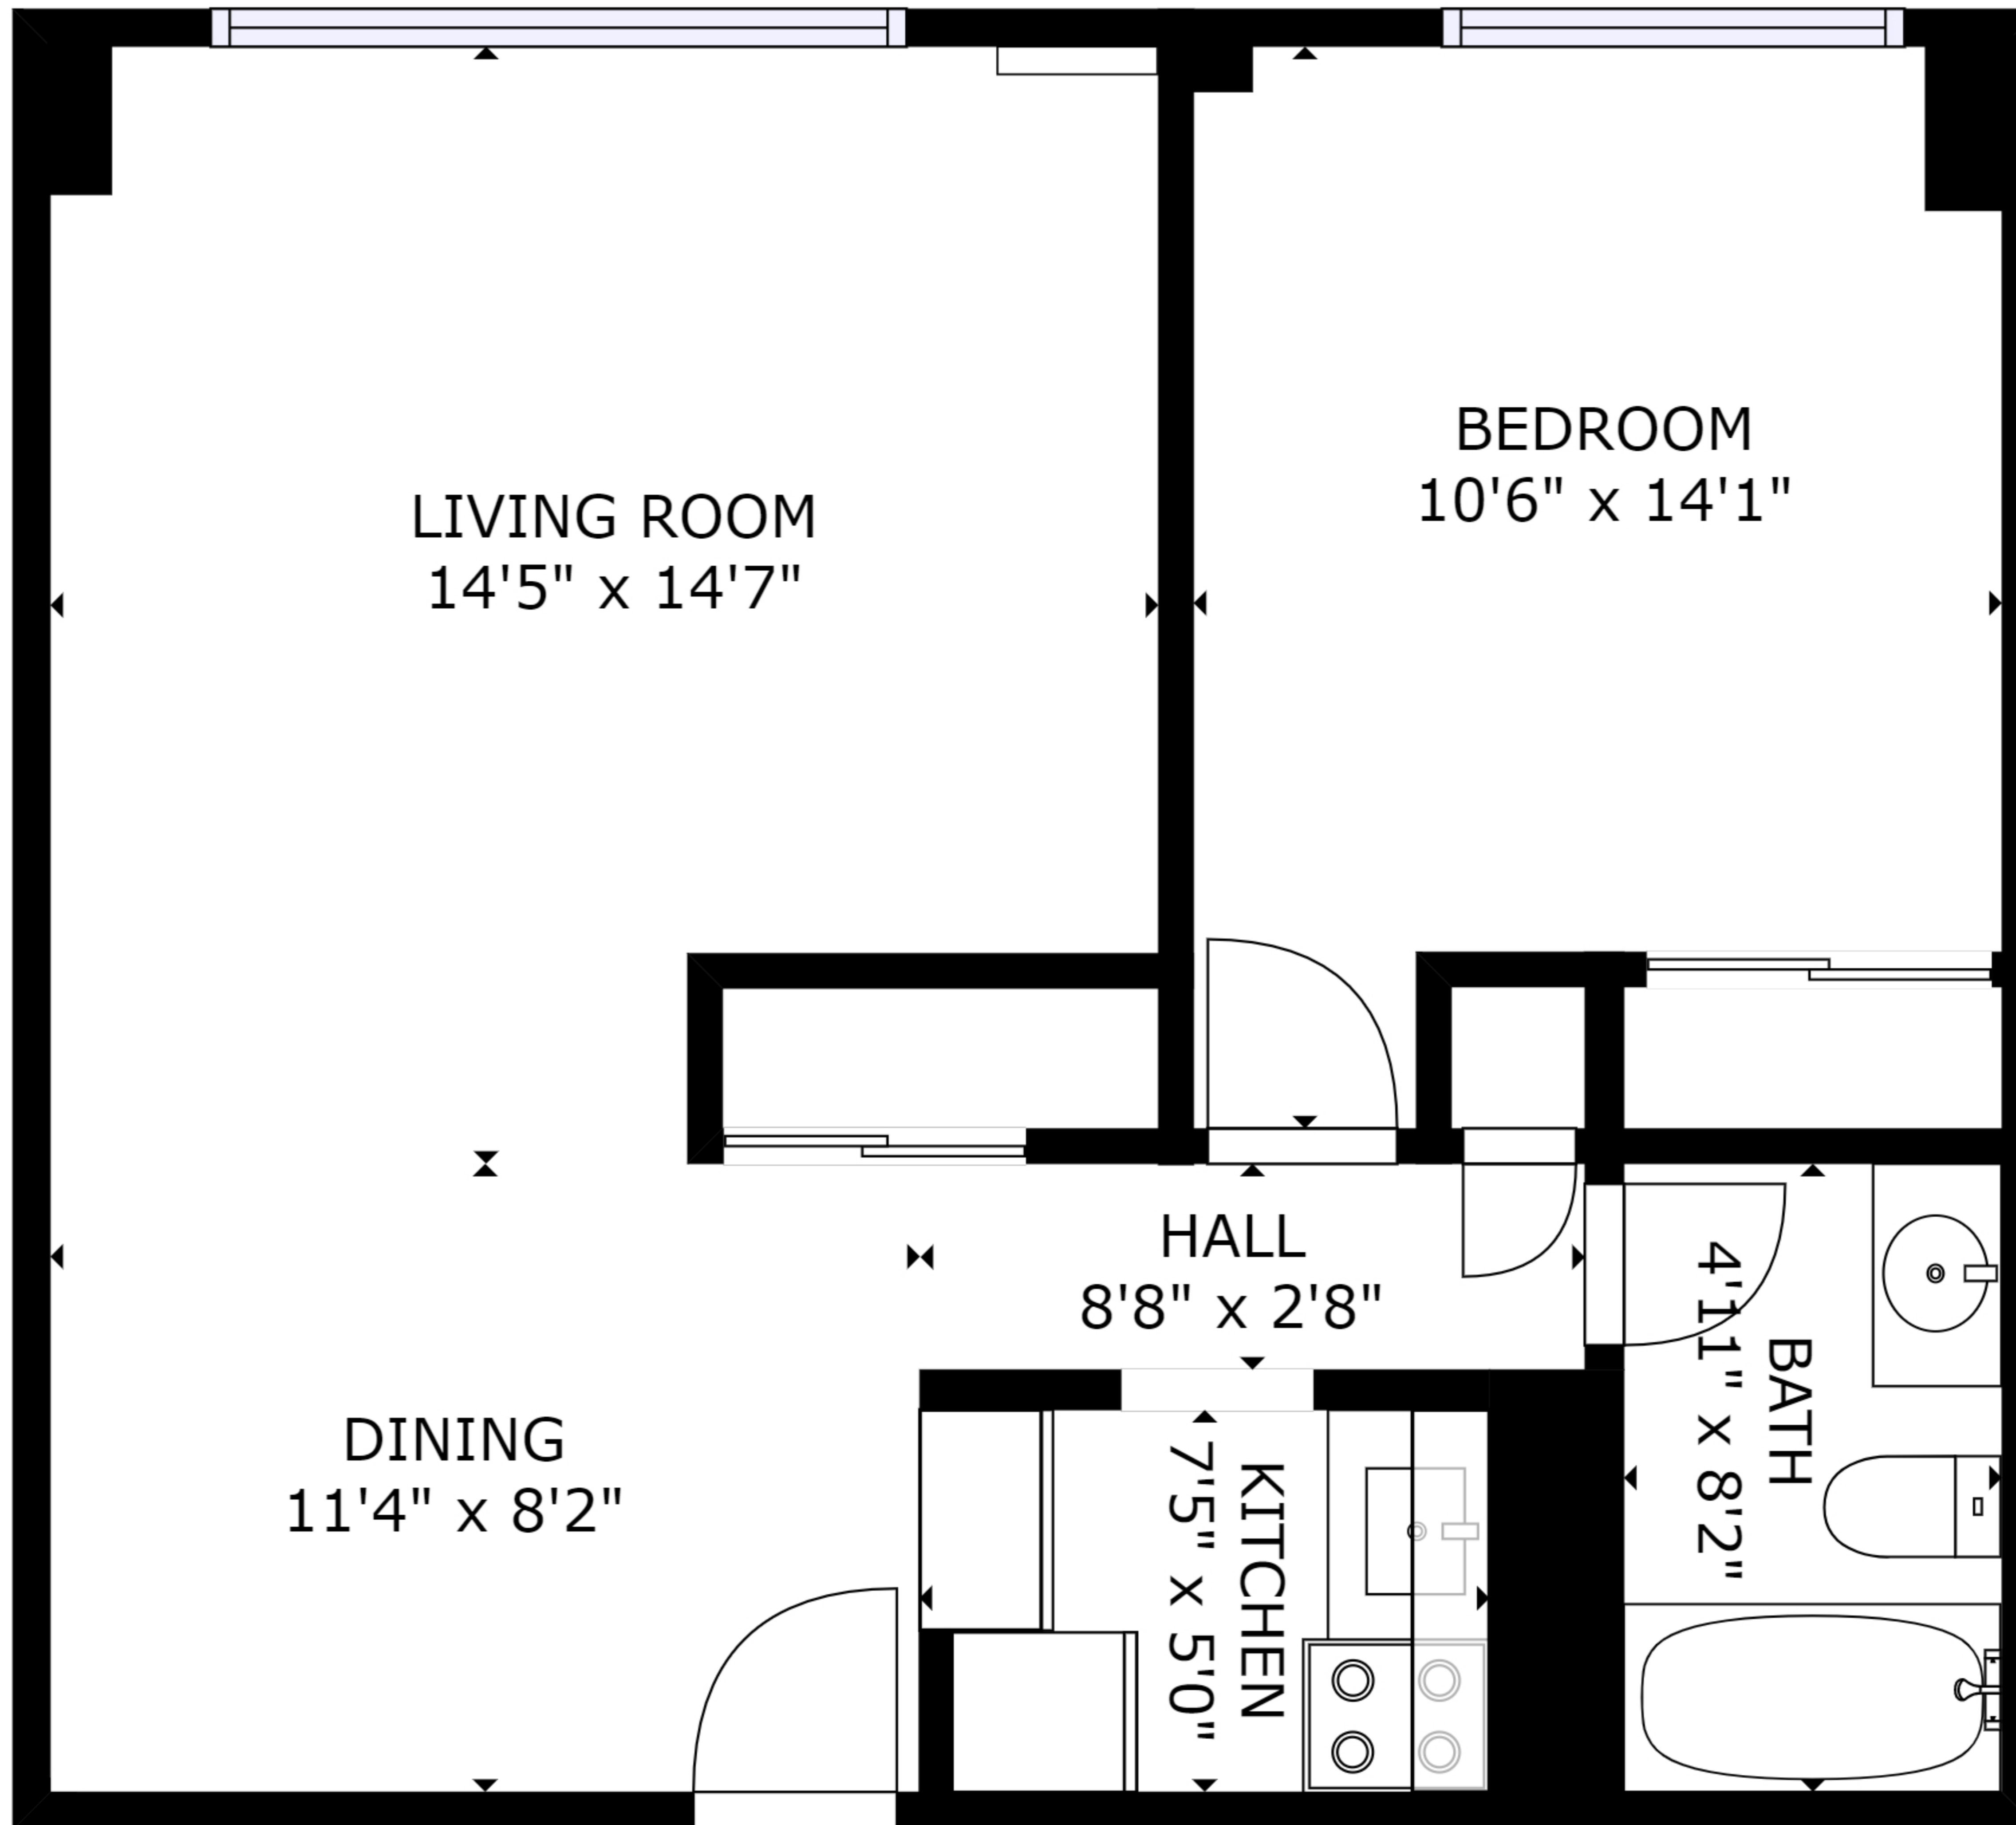 LIVING ROOM
14'5" x 14'7"
BEDROOM
10'6" x 14'1"
HALL
8'8" x 2'8"
DINING
11'4" x 8'2"
KITCHEN
7'5" x 5'0"
BATH
4'11" x 8'2"